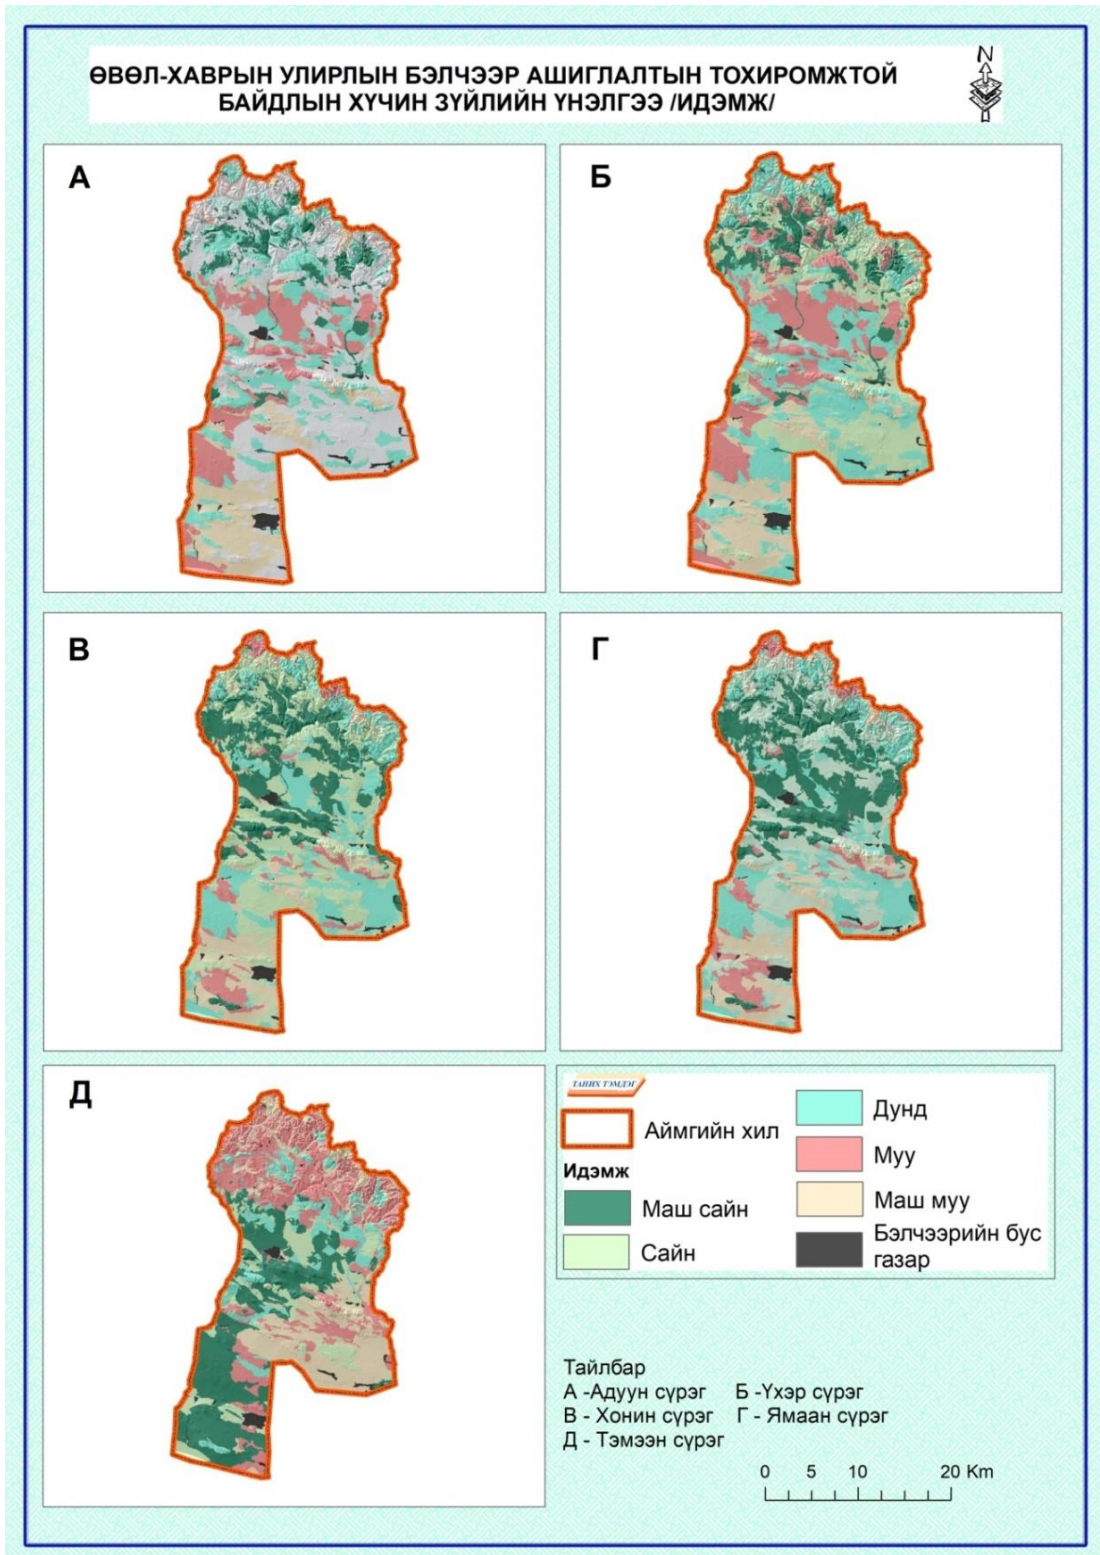 ӨВӨЛ-ХАВРЫН УЛИРЛЫН БЭЛЧЭЭР АШИГЛАЛТЫН ТОХИРОМЖТОЙ
БАЙДЛЫН ХҮЧИН ЗҮЙЛИЙН ҮНЭЛГЭЭ /ИДЭМЖ/
N
А
Б
В
Г
Д
ТАНИХ ТЭМДЭГ
Аймгийн хил
Идэмж
Маш сайн
Сайн
Дунд
Муу
Маш муу
Бэлчээрийн бус
газар
Тайлбар
А -Адуун сүрэг Б -Үхэр сүрэг
В - Хонин сүрэг Г - Ямаан сүрэг
Д - Тэмээн сүрэг
0 5 10 20 Km